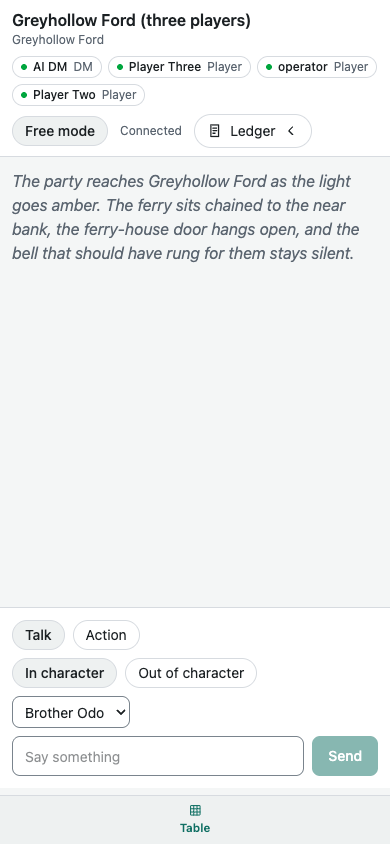 Greyhollow Ford (three players)
Greyhollow Ford
AI DM DM
Player Three Player
operator Player
Player Two Player
Free mode
Connected
Ledger
The party reaches Greyhollow Ford as the light
goes amber. The ferry sits chained to the near
bank, the ferry-house door hangs open, and the
bell that should have rung for them stays silent.
Talk
Action
In character
Out of character
Brother Odo
Say something
Send
Table